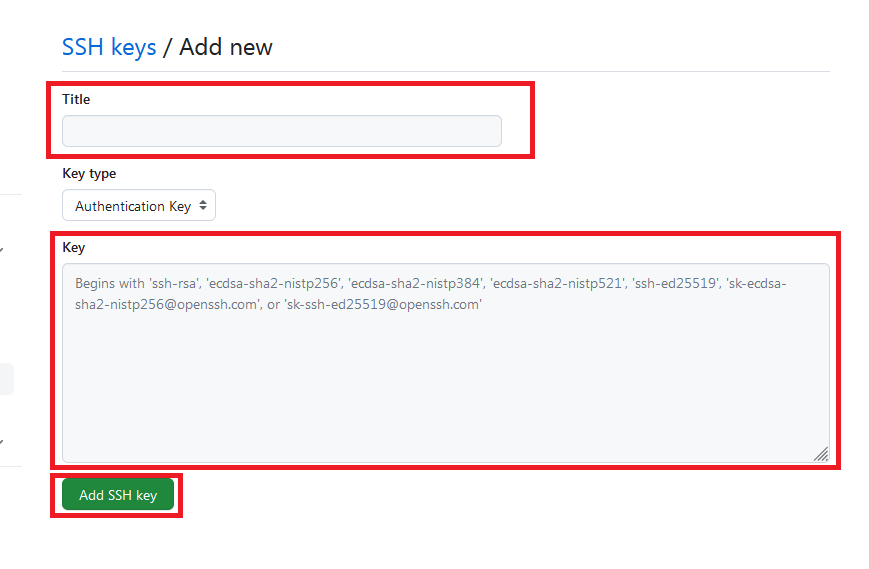 SSH keys / Add new
Title
Key type
Authentication Key
Key
Begins with 'ssh-rsa', 'ecdsa-sha2-nistp256', 'ecdsa-sha2-nistp384', 'ecdsa-sha2-nistp521', 'ssh-ed25519', 'sk-ecdsa-
sha2-nistp256@openssh.com', or 'sk-ssh-ed25519@openssh.com'
Add SSH key